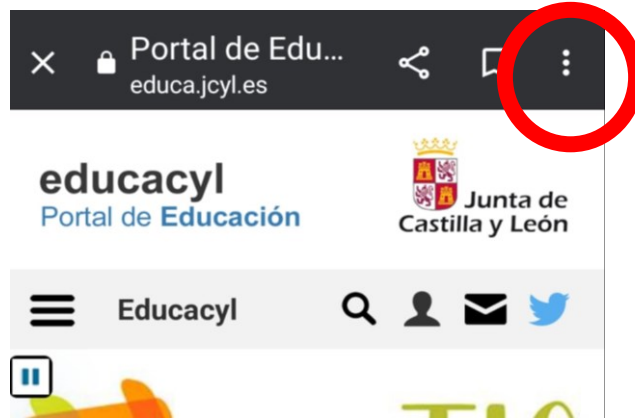 Portal de Edu...
educa.jcyl.es
educacyl
Portal de Educación
Junta de
Castilla y León
Educacyl